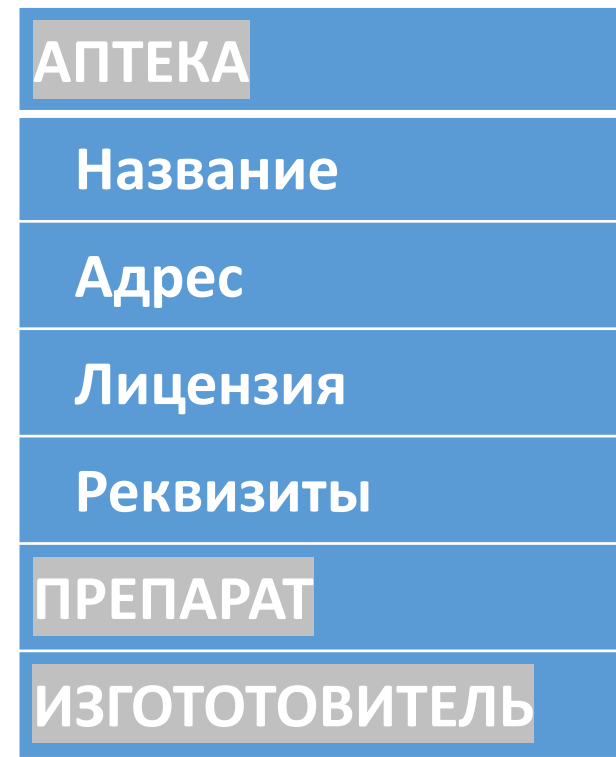 АПТЕКА
Название
Адрес
Лицензия
Реквизиты
ПРЕПАРАТ
ИЗГОТОТОВИТЕЛЬ